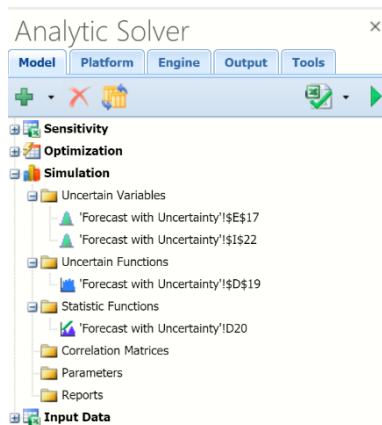 Analytic Solver
Model Platform Engine Output Tools
Sensitivity
Optimization
Simulation
Uncertain Variables
'Forecast with Uncertainty'!$E$17
'Forecast with Uncertainty'!$I$22
Uncertain Functions
'Forecast with Uncertainty'!$D$19
Statistic Functions
'Forecast with Uncertainty'!D20
Correlation Matrices
Parameters
Reports
Input Data